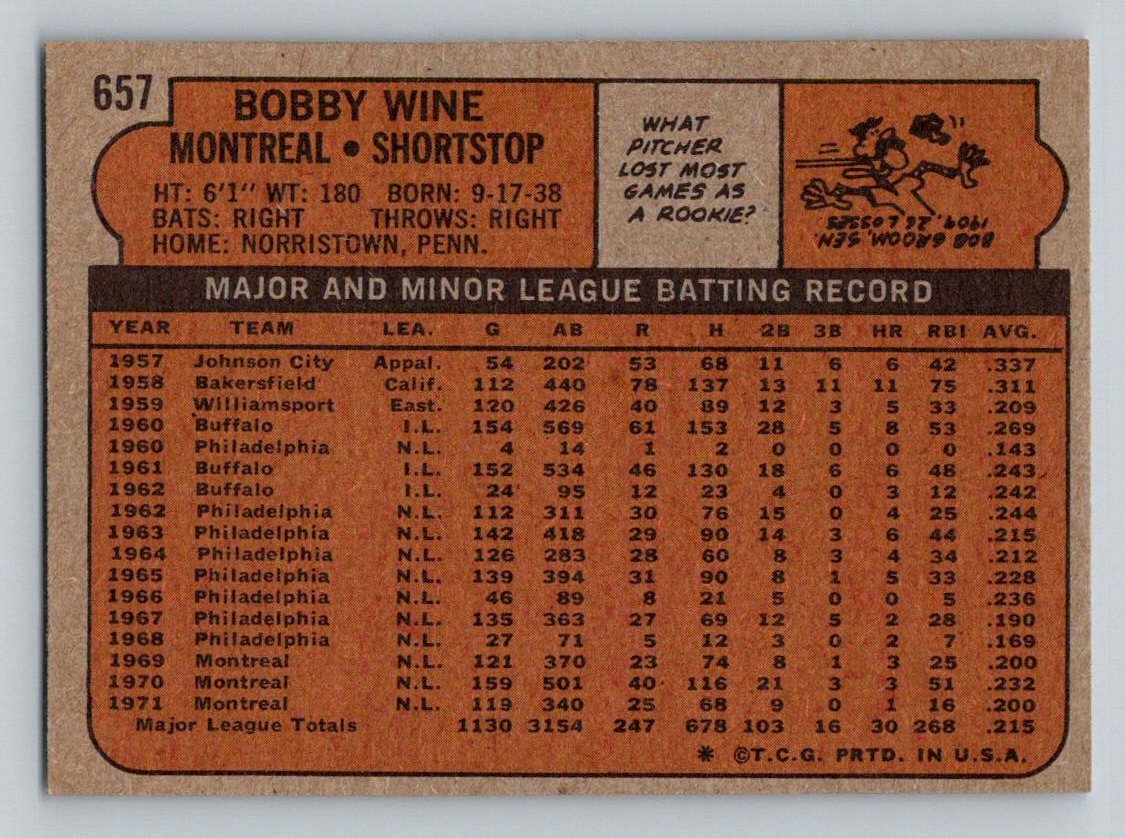 657
BOBBY WINE
MONTREAL • SHORTSTOP
HT: 6'1" WT: 180 BORN: 9-17-38
BATS: RIGHT THROWS: RIGHT
HOME: NORRISTOWN, PENN.
WHAT
PITCHER
LOST MOST
GAMES AS
A ROOKIE?
BOB GROOM, SEN.
1909, 26 LOSSES
MAJOR AND MINOR LEAGUE BATTING RECORD
YEAR TEAM LEA. G AB R H 2B 3B HR RBI AVG.
1957 Johnson City Appal. 54 202 53 68 11 6 6 42 .337
1958 Bakersfield Calif. 112 440 78 137 13 11 11 75 .311
1959 Williamsport East. 120 426 40 89 12 3 5 33 .209
1960 Buffalo I.L. 154 569 61 153 28 5 8 53 .269
1960 Philadelphia N.L. 4 14 1 2 0 0 0 0 .143
1961 Buffalo I.L. 152 534 46 130 18 6 6 48 .243
1962 Buffalo I.L. 24 95 12 23 4 0 3 12 .242
1962 Philadelphia N.L. 112 311 30 76 15 0 4 25 .244
1963 Philadelphia N.L. 142 418 29 90 14 3 6 44 .215
1964 Philadelphia N.L. 126 283 28 60 8 3 4 34 .212
1965 Philadelphia N.L. 139 394 31 90 8 1 5 33 .228
1966 Philadelphia N.L. 46 89 8 21 5 0 0 5 .236
1967 Philadelphia N.L. 135 363 27 69 12 5 2 28 .190
1968 Philadelphia N.L. 27 71 5 12 3 0 2 7 .169
1969 Montreal N.L. 121 370 23 74 8 1 3 25 .200
1970 Montreal N.L. 159 501 40 116 21 3 3 51 .232
1971 Montreal N.L. 119 340 25 68 9 0 1 16 .200
Major League Totals 1130 3154 247 678 103 16 30 268 .215
* ©T.C.G. PRTD. IN U.S.A.